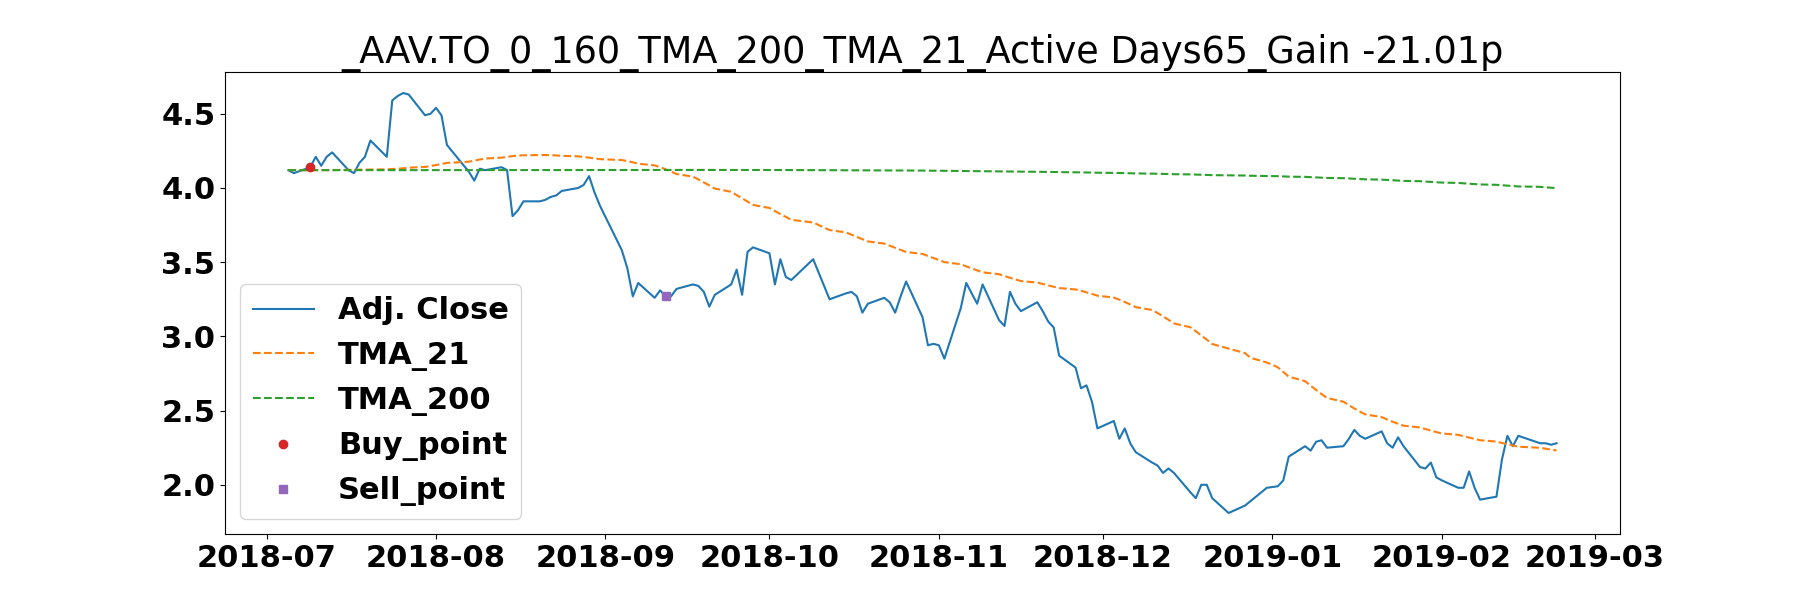 _AAV.TO_0_160_TMA_200_TMA_21_Active Days65_Gain -21.01p
4.5
4.0
3.5
3.0
2.5
2.0
Adj. Close
TMA_21
TMA_200
Buy_point
Sell_point
2018-07 2018-08 2018-09 2018-10 2018-11 2018-12 2019-01 2019-02 2019-03